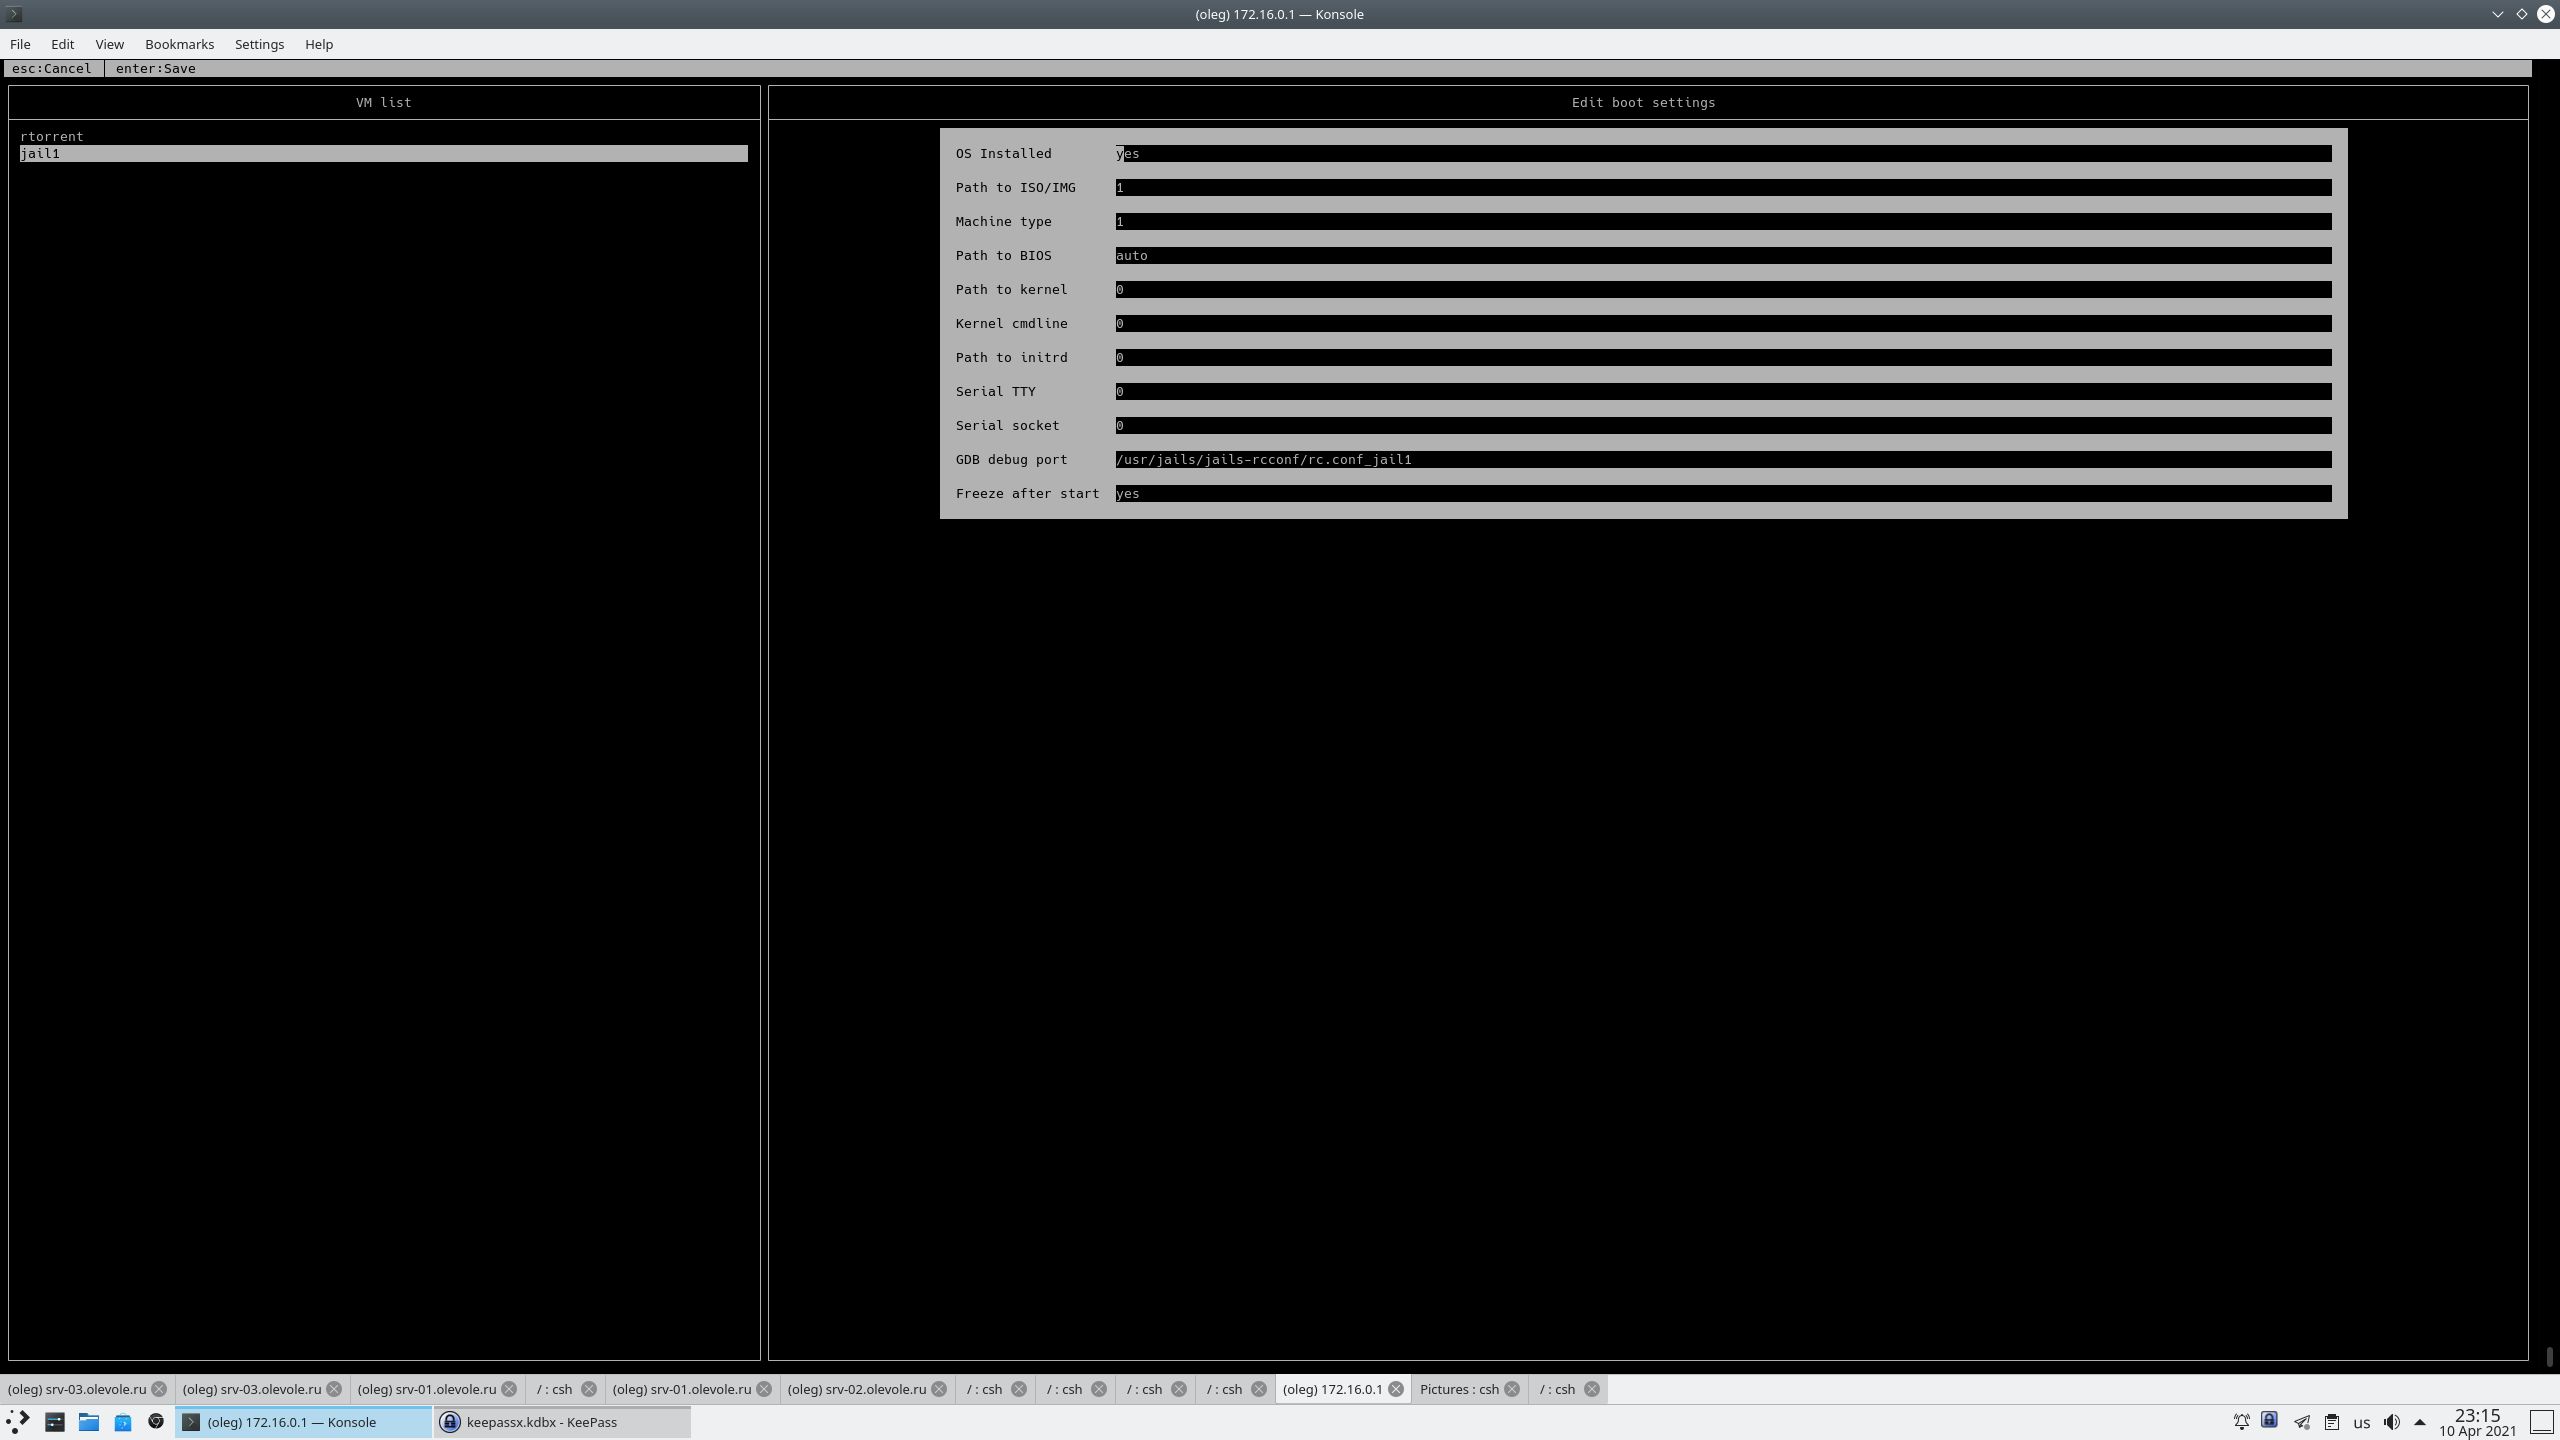 (oleg) 172.16.0.1 — Konsole
File Edit View Bookmarks Settings Help
esc:Cancel enter:Save
VM list
rtorrent
jail1
Edit boot settings
OS Installed yes
Path to ISO/IMG 1
Machine type 1
Path to BIOS auto
Path to kernel 0
Kernel cmdline 0
Path to initrd 0
Serial TTY 0
Serial socket 0
GDB debug port /usr/jails/jails-rcconf/rc.conf_jail1
Freeze after start yes
(oleg) srv-03.olevole.ru (oleg) srv-03.olevole.ru (oleg) srv-01.olevole.ru / : csh (oleg) srv-01.olevole.ru (oleg) srv-02.olevole.ru / : csh / : csh / : csh / : csh (oleg) 172.16.0.1 Pictures : csh / : csh
(oleg) 172.16.0.1 — Konsole keepassx.kdbx - KeePass us 23:15
10 Apr 2021